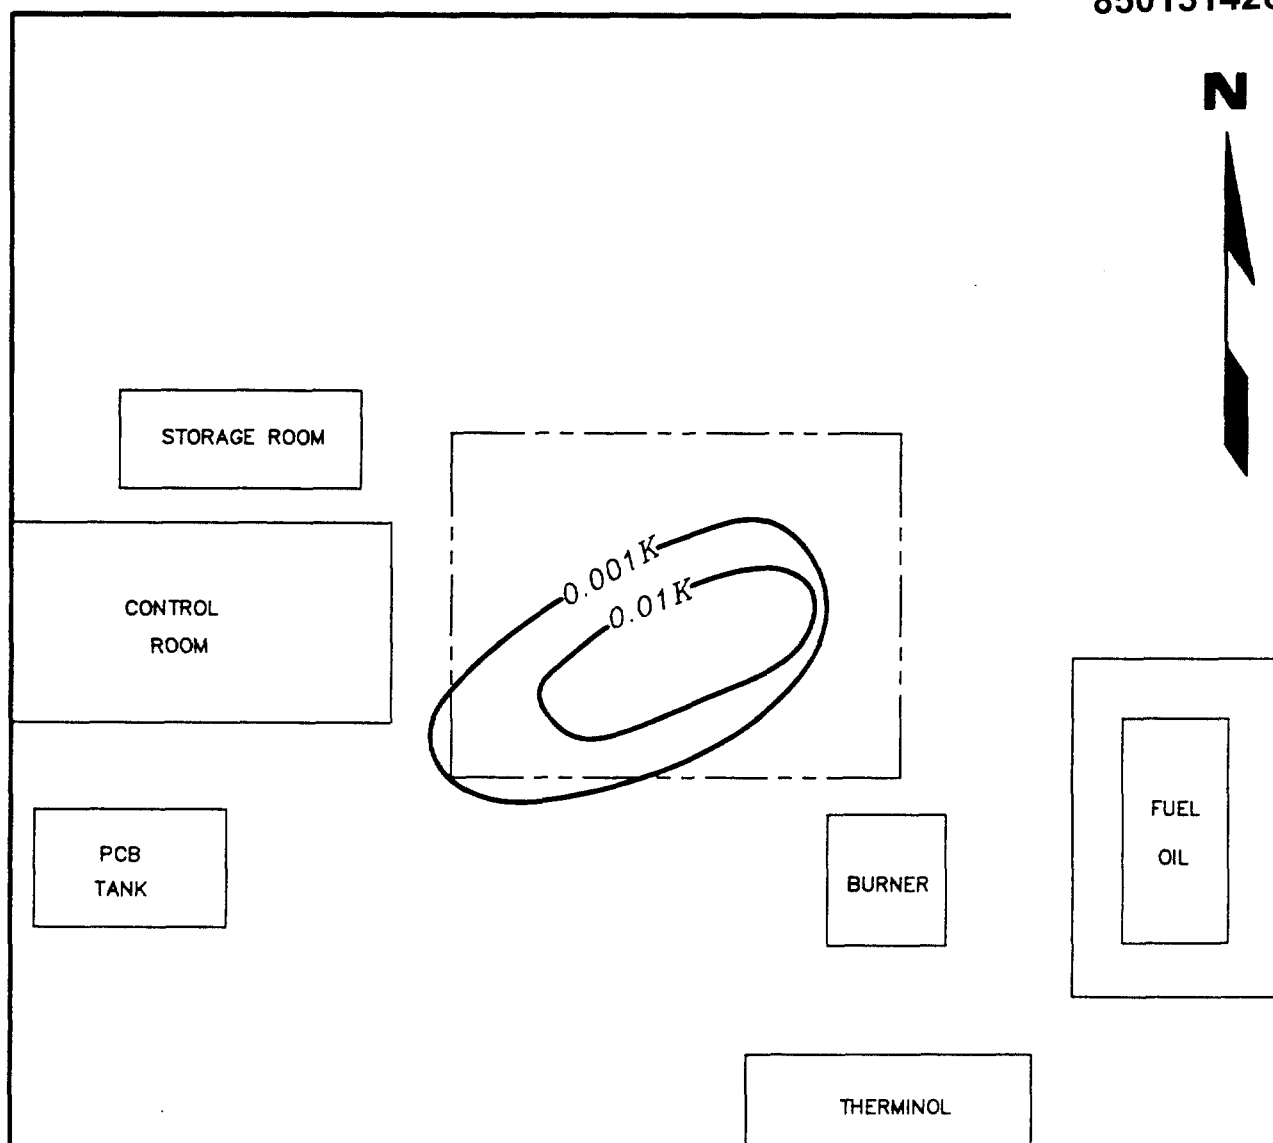 N
STORAGE ROOM
0.001K
0.01K
CONTROL
ROOM
PCB
TANK
BURNER
FUEL
OIL
THERMINOL